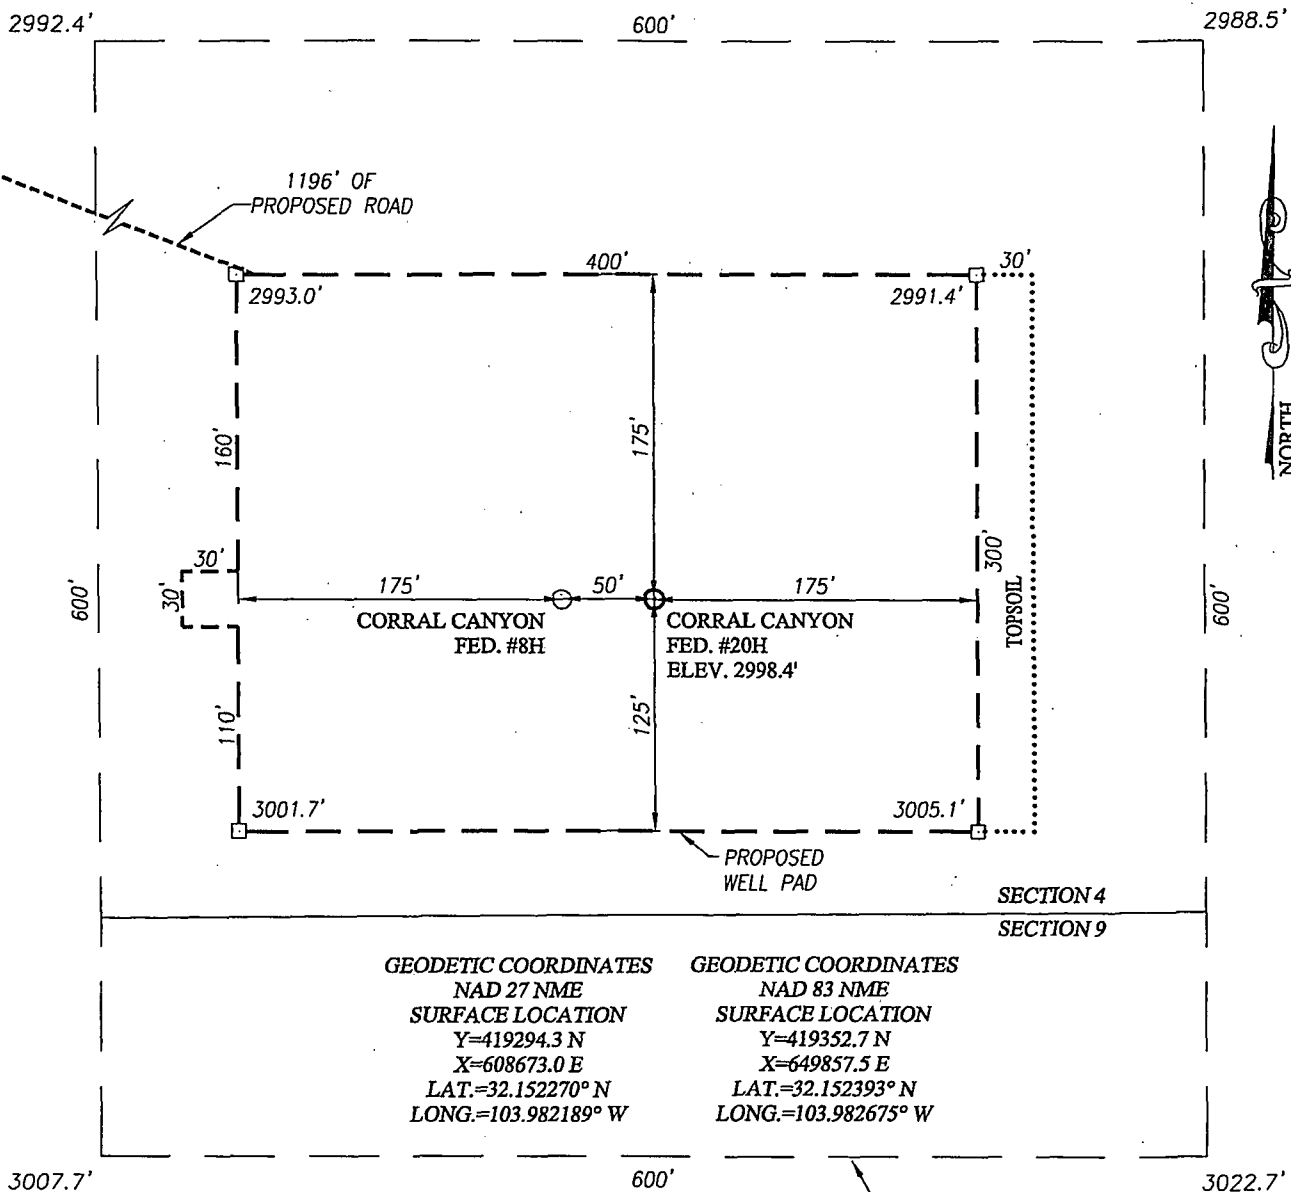 2992.4'
600'
2988.5'
1196' OF
PROPOSED ROAD
400'
30'
2993.0'
2991.4'
160'
175'
NORTH
300'
TOPSOIL
30'
30'
175'
50'
175'
600'
600'
CORRAL CANYON
FED. #8H
CORRAL CANYON
FED. #20H
ELEV. 2998.4'
110'
125'
3001.7'
3005.1'
PROPOSED
WELL PAD
SECTION 4
SECTION 9
GEODETIC COORDINATES
NAD 27 NME
SURFACE LOCATION
Y=419294.3 N
X=608673.0 E
LAT.=32.152270° N
LONG.=103.982189° W
GEODETIC COORDINATES
NAD 83 NME
SURFACE LOCATION
Y=419352.7 N
X=649857.5 E
LAT.=32.152393° N
LONG.=103.982675° W
3007.7'
600'
3022.7'